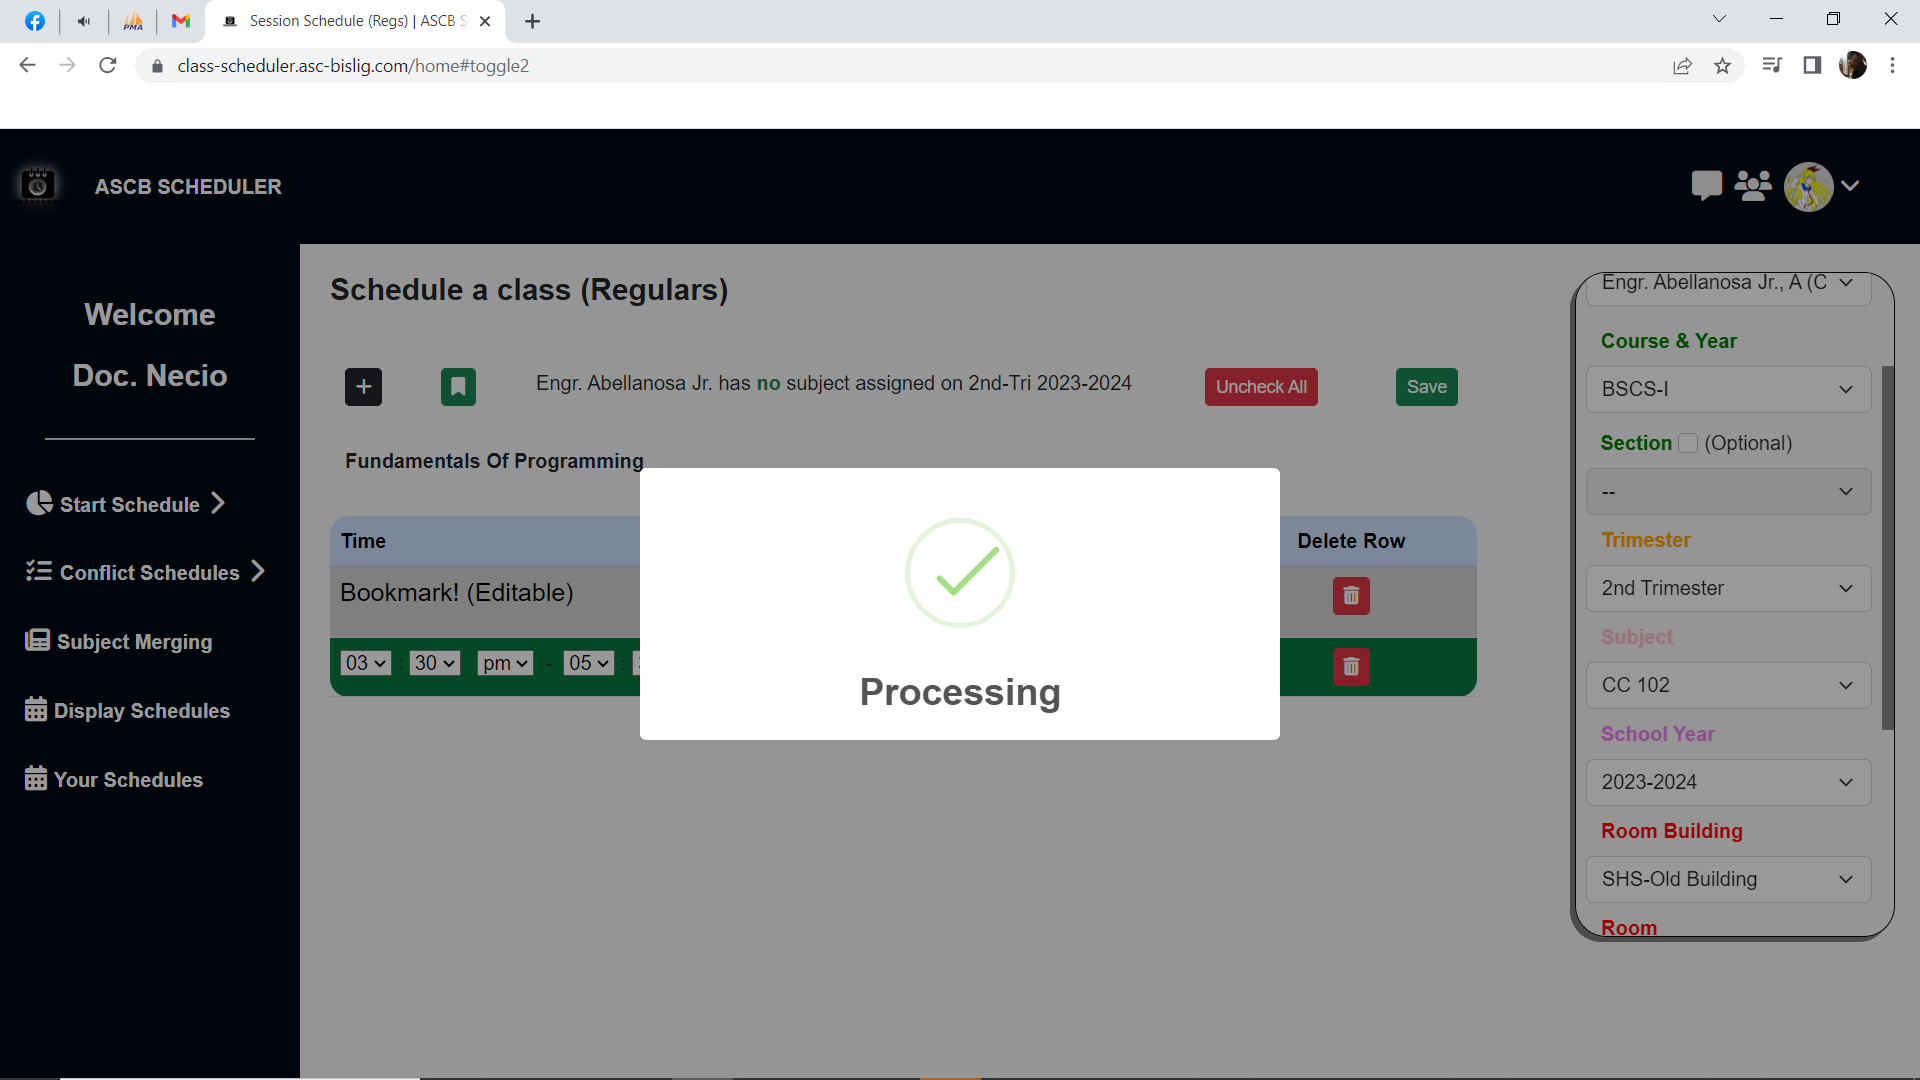 Session Schedule (Regs) | ASCB S
class-scheduler.asc-bislig.com/home#toggle2
ASCB SCHEDULER
Welcome
Doc. Necio
Start Schedule
Conflict Schedules
Subject Merging
Display Schedules
Your Schedules
Schedule a class (Regulars)
Engr. Abellanosa Jr. has no subject assigned on 2nd-Tri 2023-2024
Uncheck All
Save
Fundamentals Of Programming
Time
Delete Row
Bookmark! (Editable)
03 : 30 pm - 05 :
Processing
Engr. Abellanosa Jr., A (C
Course & Year
BSCS-I
Section (Optional)
--
Trimester
2nd Trimester
Subject
CC 102
School Year
2023-2024
Room Building
SHS-Old Building
Room
PMA